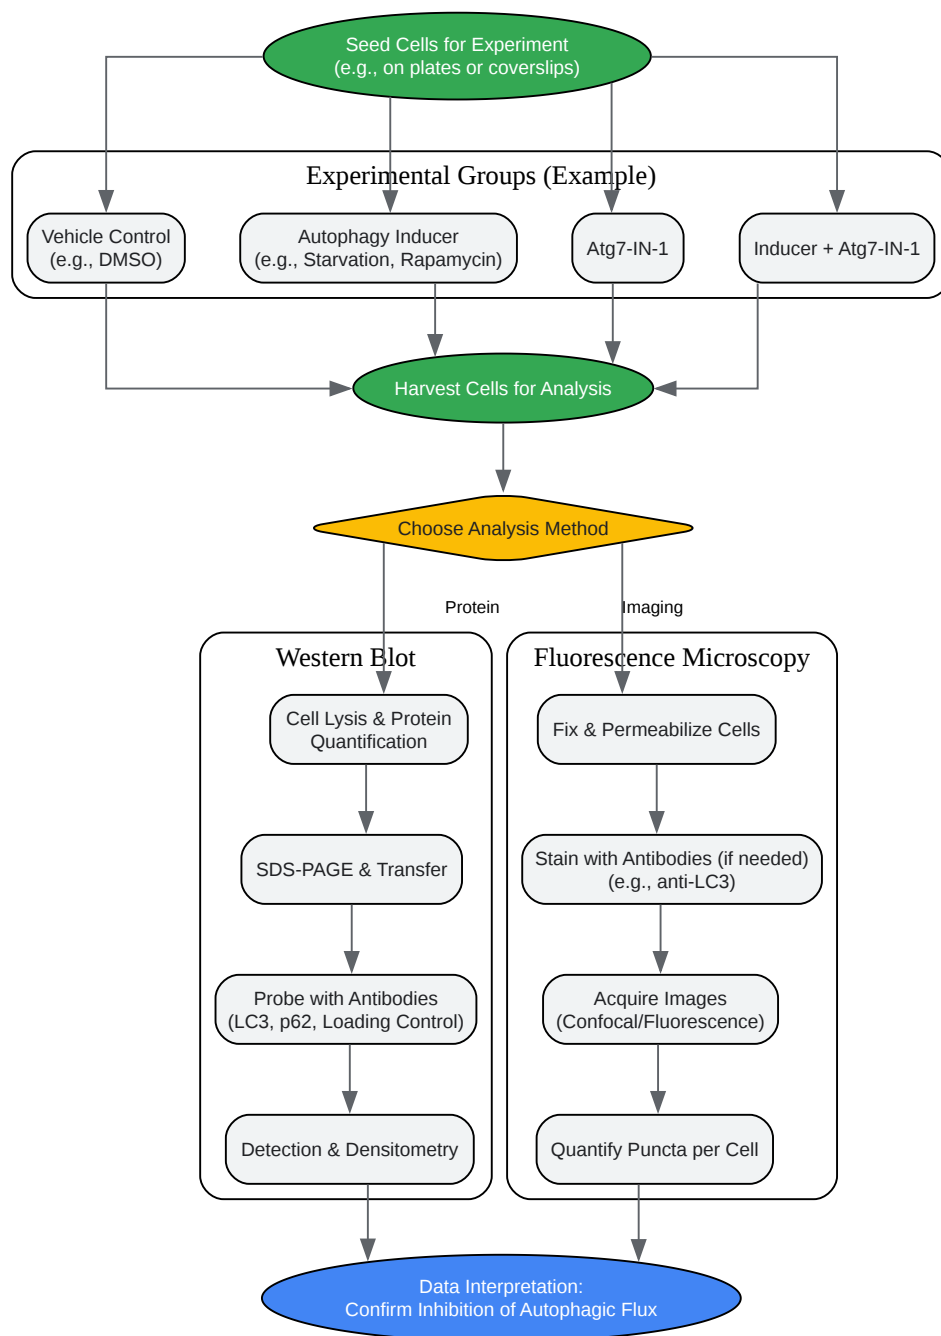 Seed Cells for Experiment
(e.g., on plates or coverslips)
Experimental Groups (Example)
Vehicle Control
(e.g., DMSO)
Autophagy Inducer
(e.g., Starvation, Rapamycin)
Atg7-IN-1
Inducer + Atg7-IN-1
Harvest Cells for Analysis
Choose Analysis Method
Protein
Imaging
Western Blot
Cell Lysis & Protein
Quantification
SDS-PAGE & Transfer
Probe with Antibodies
(LC3, p62, Loading Control)
Detection & Densitometry
Fluorescence Microscopy
Fix & Permeabilize Cells
Stain with Antibodies (if needed)
(e.g., anti-LC3)
Acquire Images
(Confocal/Fluorescence)
Quantify Puncta per Cell
Data Interpretation:
Confirm Inhibition of Autophagic Flux